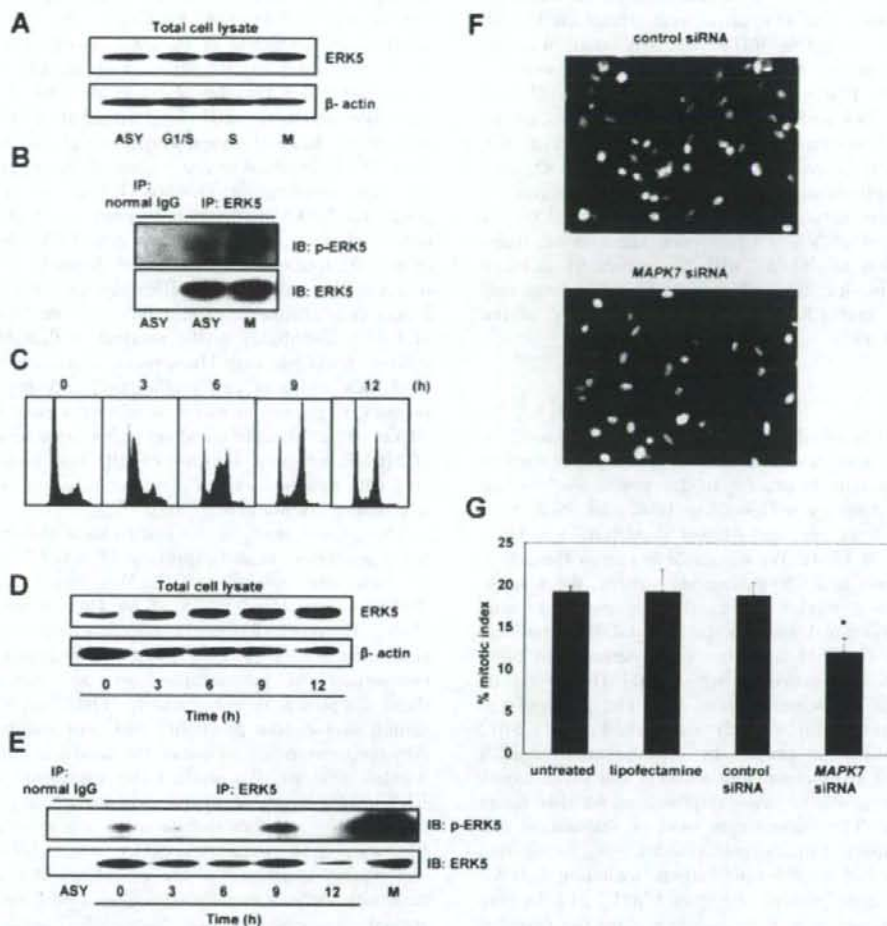 A
Total cell lysate
ERK5
β- actin
ASY G1/S S M
B
IP:
normal IgG
IP: ERK5
IB: p-ERK5
IB: ERK5
ASY ASY M
C
0 3 6 9 12 (h)
D
Total cell lysate
ERK5
β- actin
0 3 6 9 12
Time (h)
E
IP:
normal IgG
IP: ERK5
IB: p-ERK5
IB: ERK5
ASY 0 3 6 9 12 M
Time (h)
F
control siRNA
MAPK7 siRNA
G
% mitotic index
25
20
15
10
5
0
*
untreated lipofectamine control siRNA MAPK7 siRNA